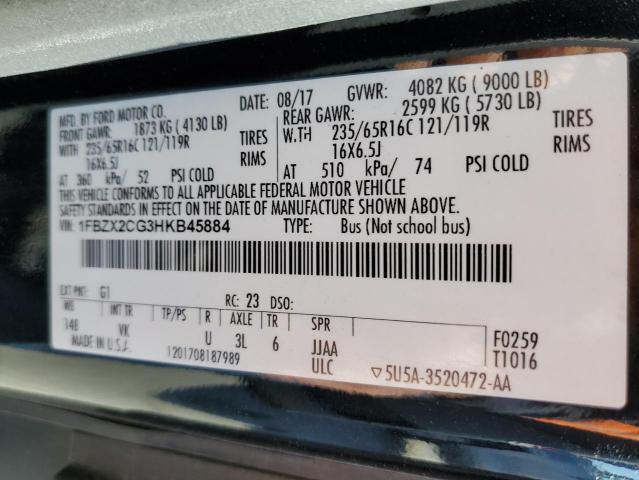 MFD. BY FORD MOTOR CO. DATE: 08/17 GVWR: 4082 KG ( 9000 LB)
FRONT GAWR: 1873 KG ( 4130 LB) REAR GAWR: 2599 KG ( 5730 LB)
WITH 235/65R16C 121/119R TIRES W.TH 235/65R16C 121/119R TIRES
16X6.5J RIMS 16X6.5J RIMS
AT 360 kPa/ 52 PSI COLD AT 510 kPa/ 74 PSI COLD
THIS VEHICLE CONFORMS TO ALL APPLICABLE FEDERAL MOTOR VEHICLE
SAFETY STANDARDS IN EFFECT ON THE DATE OF MANUFACTURE SHOWN ABOVE.
VIN: 1FBZX2CG3HKB45884 TYPE: Bus (Not school bus)
EXT PNT: G1 RC: 23 DSO:
WB INT TR TP/PS R AXLE TR SPR
148 VK U 3L 6 JJAA F0259
MADE IN U.S.A. 1201708187989 ULC T1016
▽5U5A-3520472-AA